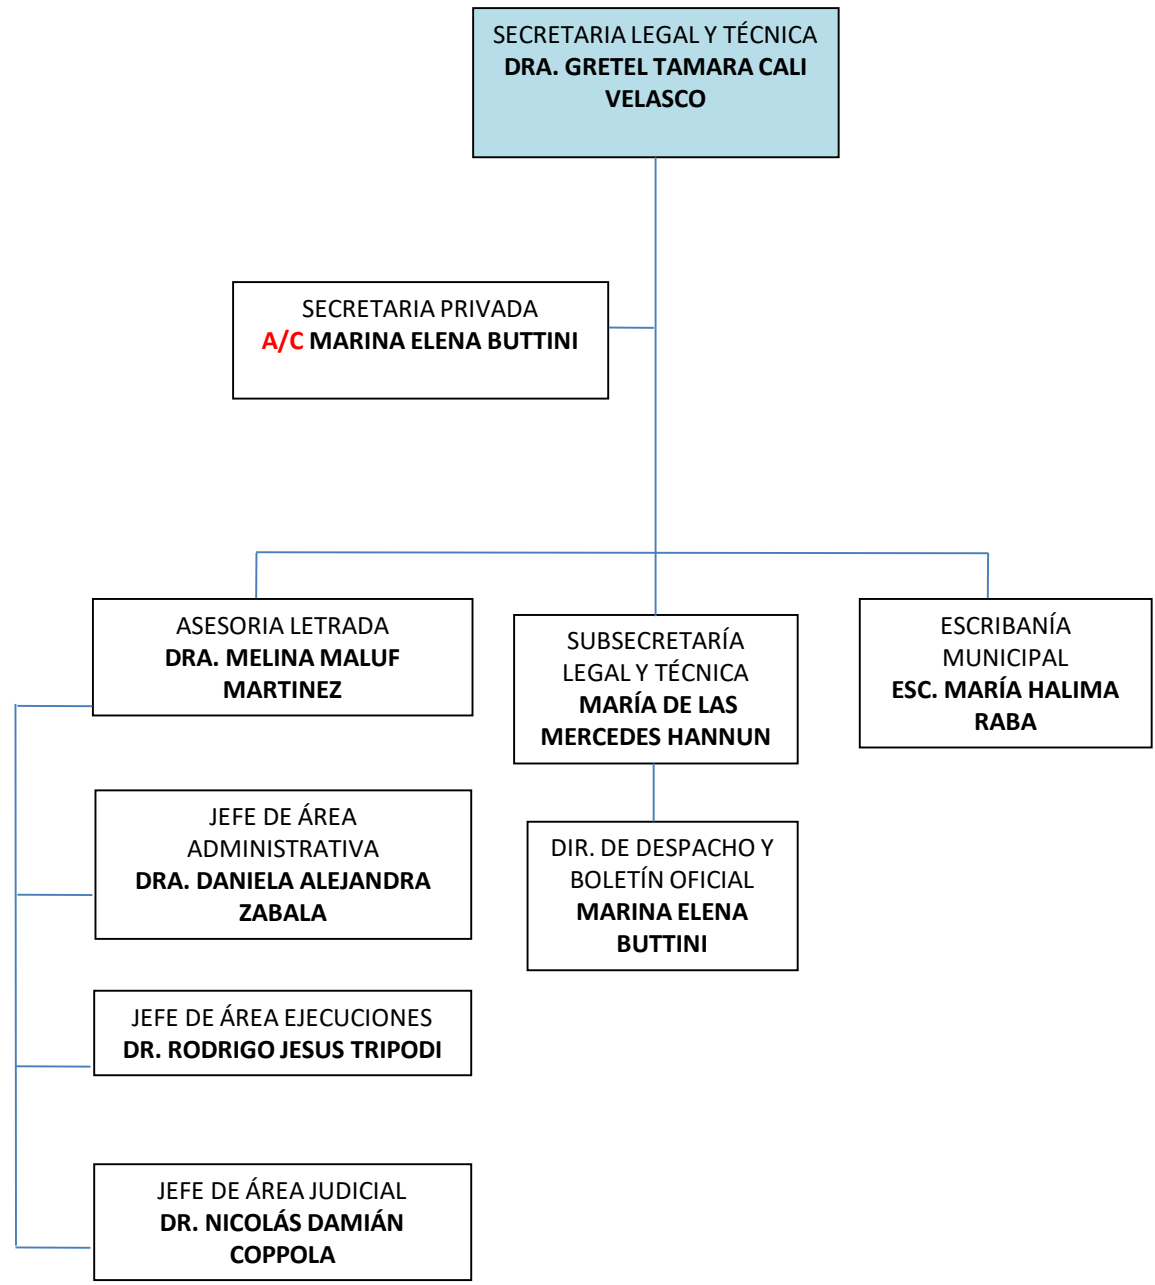 SECRETARIA LEGAL Y TÉCNICA
DRA. GRETEL TAMARA CALI
VELASCO
SECRETARIA PRIVADA
A/C MARINA ELENA BUTTINI
ASESORIA LETRADA
DRA. MELINA MALUF
MARTINEZ
SUBSECRETARÍA
LEGAL Y TÉCNICA
MARÍA DE LAS
MERCEDES HANNUN
ESCRIBANÍA
MUNICIPAL
ESC. MARÍA HALIMA
RABA
JEFE DE ÁREA
ADMINISTRATIVA
DRA. DANIELA ALEJANDRA
ZABALA
DIR. DE DESPACHO Y
BOLETÍN OFICIAL
MARINA ELENA
BUTTINI
JEFE DE ÁREA EJECUCIONES
DR. RODRIGO JESUS TRIPODI
JEFE DE ÁREA JUDICIAL
DR. NICOLÁS DAMIÁN
COPPOLA